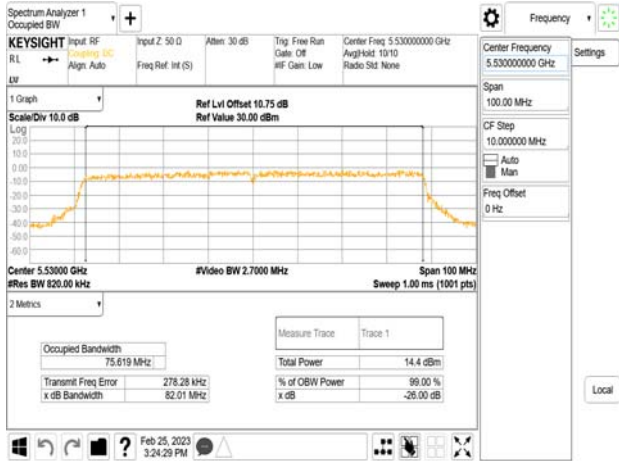 Spectrum Analyzer 1
Occupied BW
Frequency
KEYSIGHT Input: RF Input Z: 50 Ω Atten: 30 dB Trig: Free Run Center Freq: 5.530000000 GHz
RL Coupling: DC Gate: Off Avg|Hold: 10/10
Align: Auto Freq Ref: Int (S) #IF Gain: Low Radio Std: None
LXI
Center Frequency
5.530000000 GHz
Settings
Span
100.00 MHz
CF Step
10.000000 MHz
Auto
Man
Freq Offset
0 Hz
Local
1 Graph
Ref Lvl Offset 10.75 dB
Scale/Div 10.0 dB Ref Value 30.00 dBm
Log
20.0
10.0
0.00
-10.0
-20.0
-30.0
-40.0
-50.0
-60.0
Center 5.53000 GHz #Video BW 2.7000 MHz Span 100 MHz
#Res BW 820.00 kHz Sweep 1.00 ms (1001 pts)
2 Metrics
Measure Trace Trace 1
Occupied Bandwidth
75.619 MHz Total Power 14.4 dBm
Transmit Freq Error 278.28 kHz % of OBW Power 99.00 %
x dB Bandwidth 82.01 MHz x dB -26.00 dB
Feb 25, 2023
3:24:29 PM